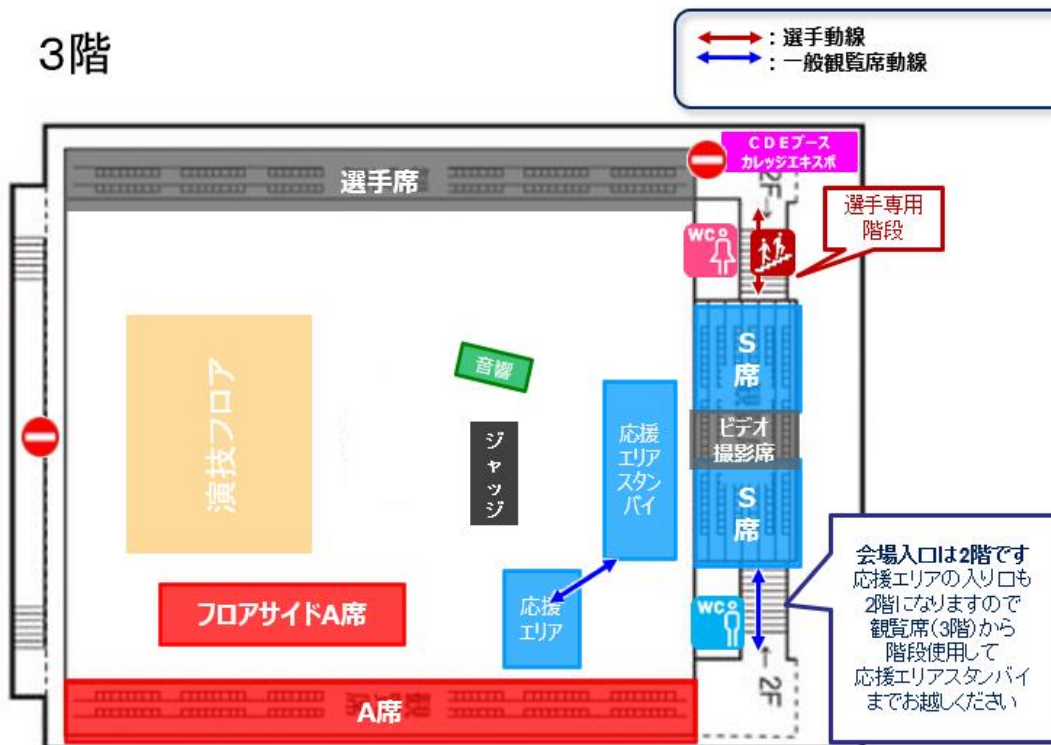 3階
:選手動線
:一般観覧席動線
CDEブース
カレッジエキスポ
選手席
2F→
選手専用
階段
WC
S
席
音響
演技フロア
ジャッジ
応援
エリア
スタン
バイ
ビデオ
撮影席
S
席
会場入口は2階です
応援エリアの入り口も
2階になりますので
観覧席(3階)から
階段使用して
応援エリアスタンバイ
までお越しください
フロアサイドA席
応援
エリア
WC
←2F
A席